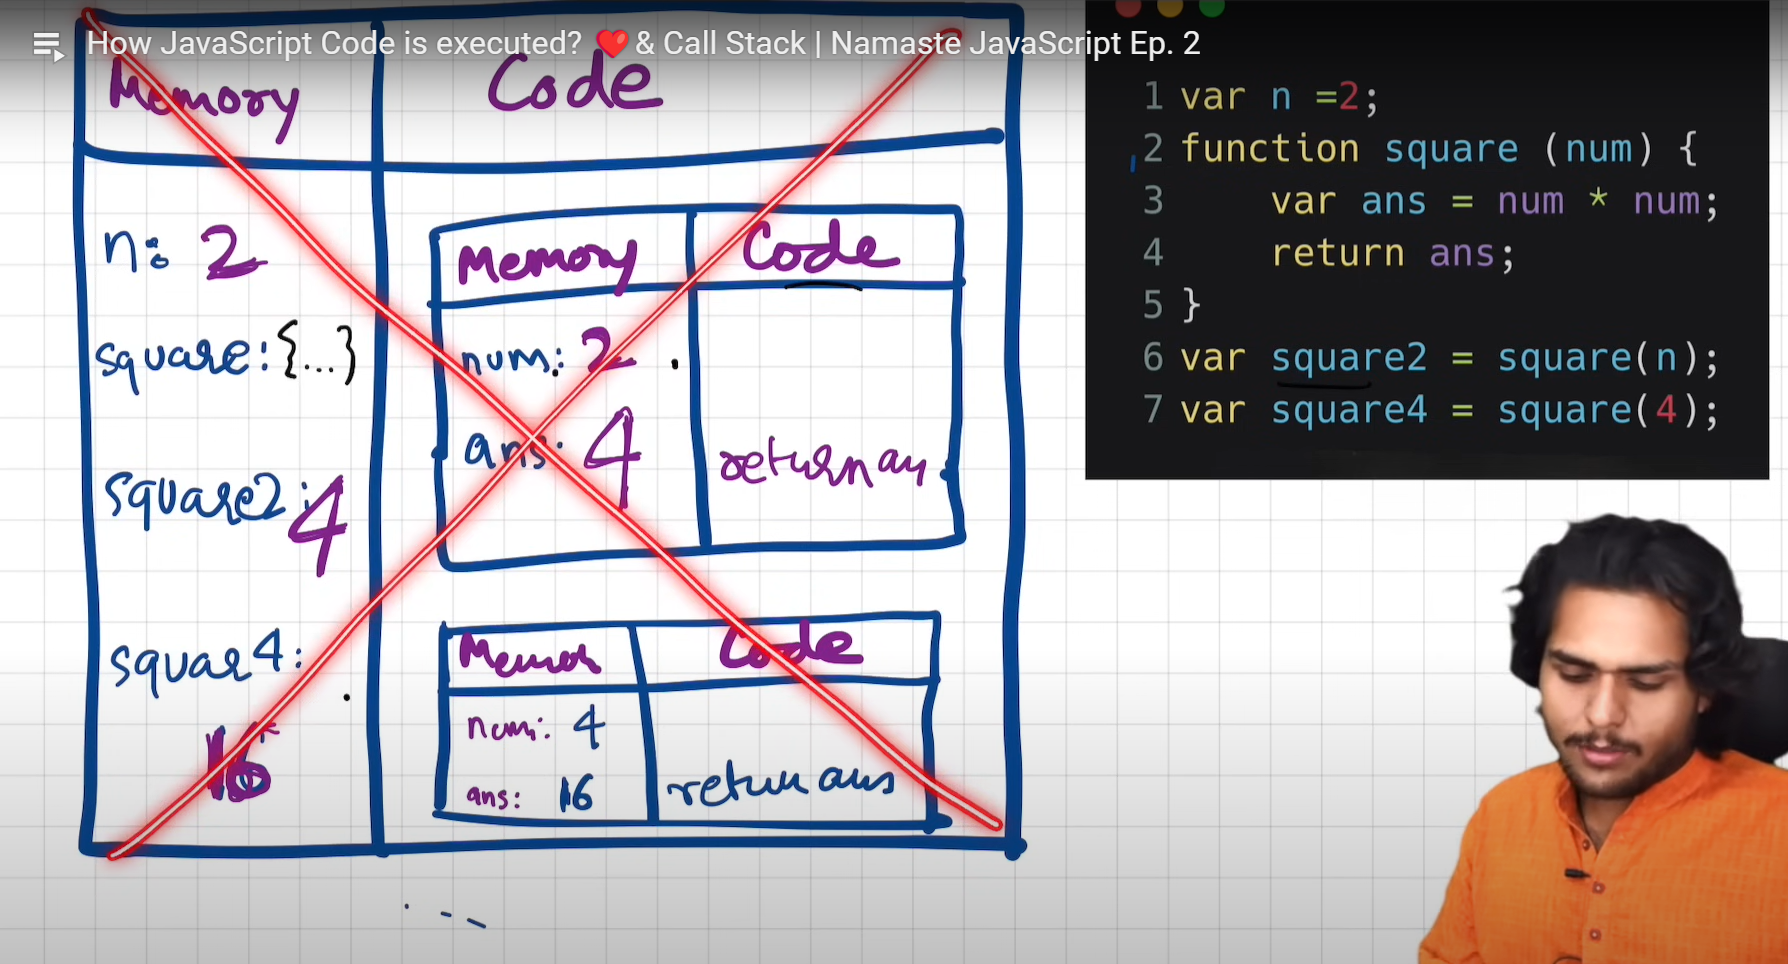 How JavaScript Code is executed? ❤️& Call Stack | Namaste JavaScript Ep. 2
Memory Code
n: 2
square: {...}
square2: 4
squar4:
16
Memory Code
num: 2
ans: 4
return an
Memor Code
num: 4
ans: 16
return ans
1 var n =2;
2 function square (num) {
3 var ans = num * num;
4 return ans;
5 }
6 var square2 = square(n);
7 var square4 = square(4);